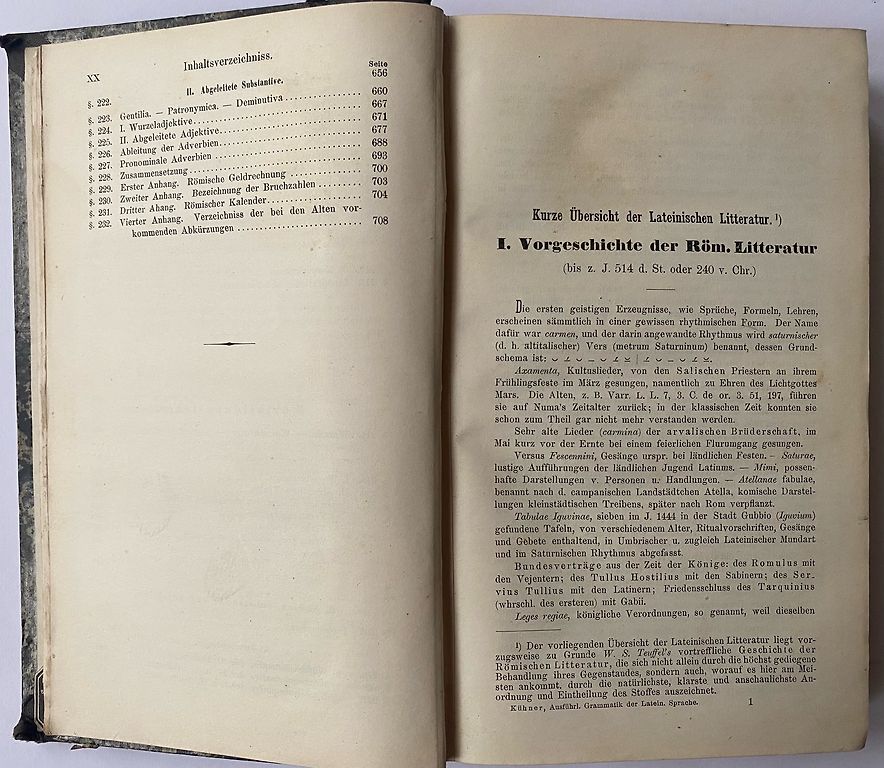 XX
Inhaltsverzeichniss.
Seite
§. 222. II. Abgeleitete Substantive.
Gentilia. — Patronymica. — Deminutiva 656
§. 223. I. Wurzeladjektive 660
§. 224. II. Abgeleitete Adjektive 667
§. 225. Ableitung der Adverbien 671
§. 226. Pronominale Adverbien 677
§. 227. Zusammensetzung 688
§. 228. Erster Anhang. Römische Geldrechnung 693
§. 229. Zweiter Anhang. Bezeichnung der Bruchzahlen 700
§. 230. Dritter Ahang. Römischer Kalender 703
§. 231. Vierter Anhang. Verzeichniss der bei den Alten vor- 704
§. 232. kommenden Abkürzungen 708
Kurze Übersicht der Lateinischen Litteratur.¹)
I. Vorgeschichte der Röm. Litteratur
(bis z. J. 514 d. St. oder 240 v. Chr.)
Die ersten geistigen Erzeugnisse, wie Sprüche, Formeln, Lehren,
erscheinen sämmtlich in einer gewissen rhythmischen Form. Der Name
dafür war carmen, und der darin angewandte Rhythmus wird saturnischer
(d. h. altitalischer) Vers (metrum Saturninum) benannt, dessen Grund-
schema ist: ⏑ ⏊ ⏑ – ⏑ ⏊ ⏓ | ⏊ ⏑ – ⏑ ⏊ ⏓.
Axamenta, Kultuslieder, von den Salischen Priestern an ihrem
Frühlingsfeste im März gesungen, namentlich zu Ehren des Lichtgottes
Mars. Die Alten, z. B. Varr. L. L. 7, 3. C. de or. 3. 51, 197, führen
sie auf Numa's Zeitalter zurück; in der klassischen Zeit konnten sie
schon zum Theil gar nicht mehr verstanden werden.
Sehr alte Lieder (carmina) der arvalischen Brüderschaft, im
Mai kurz vor der Ernte bei einem feierlichen Flurumgang gesungen.
Versus Fescennini, Gesänge urspr. bei ländlichen Festen. – Saturae,
lustige Aufführungen der ländlichen Jugend Latiums. — Mimi, possen-
hafte Darstellungen v. Personen u. Handlungen. — Atellanae fabulae,
benannt nach d. campanischen Landstädtchen Atella, komische Darstel-
lungen kleinstädtischen Treibens, später nach Rom verpflanzt.
Tabulae Iguvinae, sieben im J. 1444 in der Stadt Gubbio (Iguvium)
gefundene Tafeln, von verschiedenem Alter, Ritualvorschriften, Gesänge
und Gebete enthaltend, in Umbrischer u. zugleich Lateinischer Mundart
und im Saturnischen Rhythmus abgefasst.
Bundesverträge aus der Zeit der Könige: des Romulus mit
den Vejentern; des Tullus Hostilius mit den Sabinern; des Ser-
vius Tullius mit den Latinern; Friedensschluss des Tarquinius
(whrschl. des ersteren) mit Gabii.
Leges regiae, königliche Verordnungen, so genannt, weil dieselben
¹) Der vorliegenden Übersicht der Lateinischen Litteratur liegt vor-
zugsweise zu Grunde W. S. Teuffel's vortreffliche Geschichte der
Römischen Litteratur, die sich nicht allein durch die höchst gediegene
Behandlung ihres Gegenstandes, sondern auch, worauf es hier am Mei-
sten ankommt, durch die natürlichste, klarste und anschaulichste An-
ordnung und Eintheilung des Stoffes auszeichnet.
Kühner, Ausführl. Grammatik der Latein. Sprache. 1